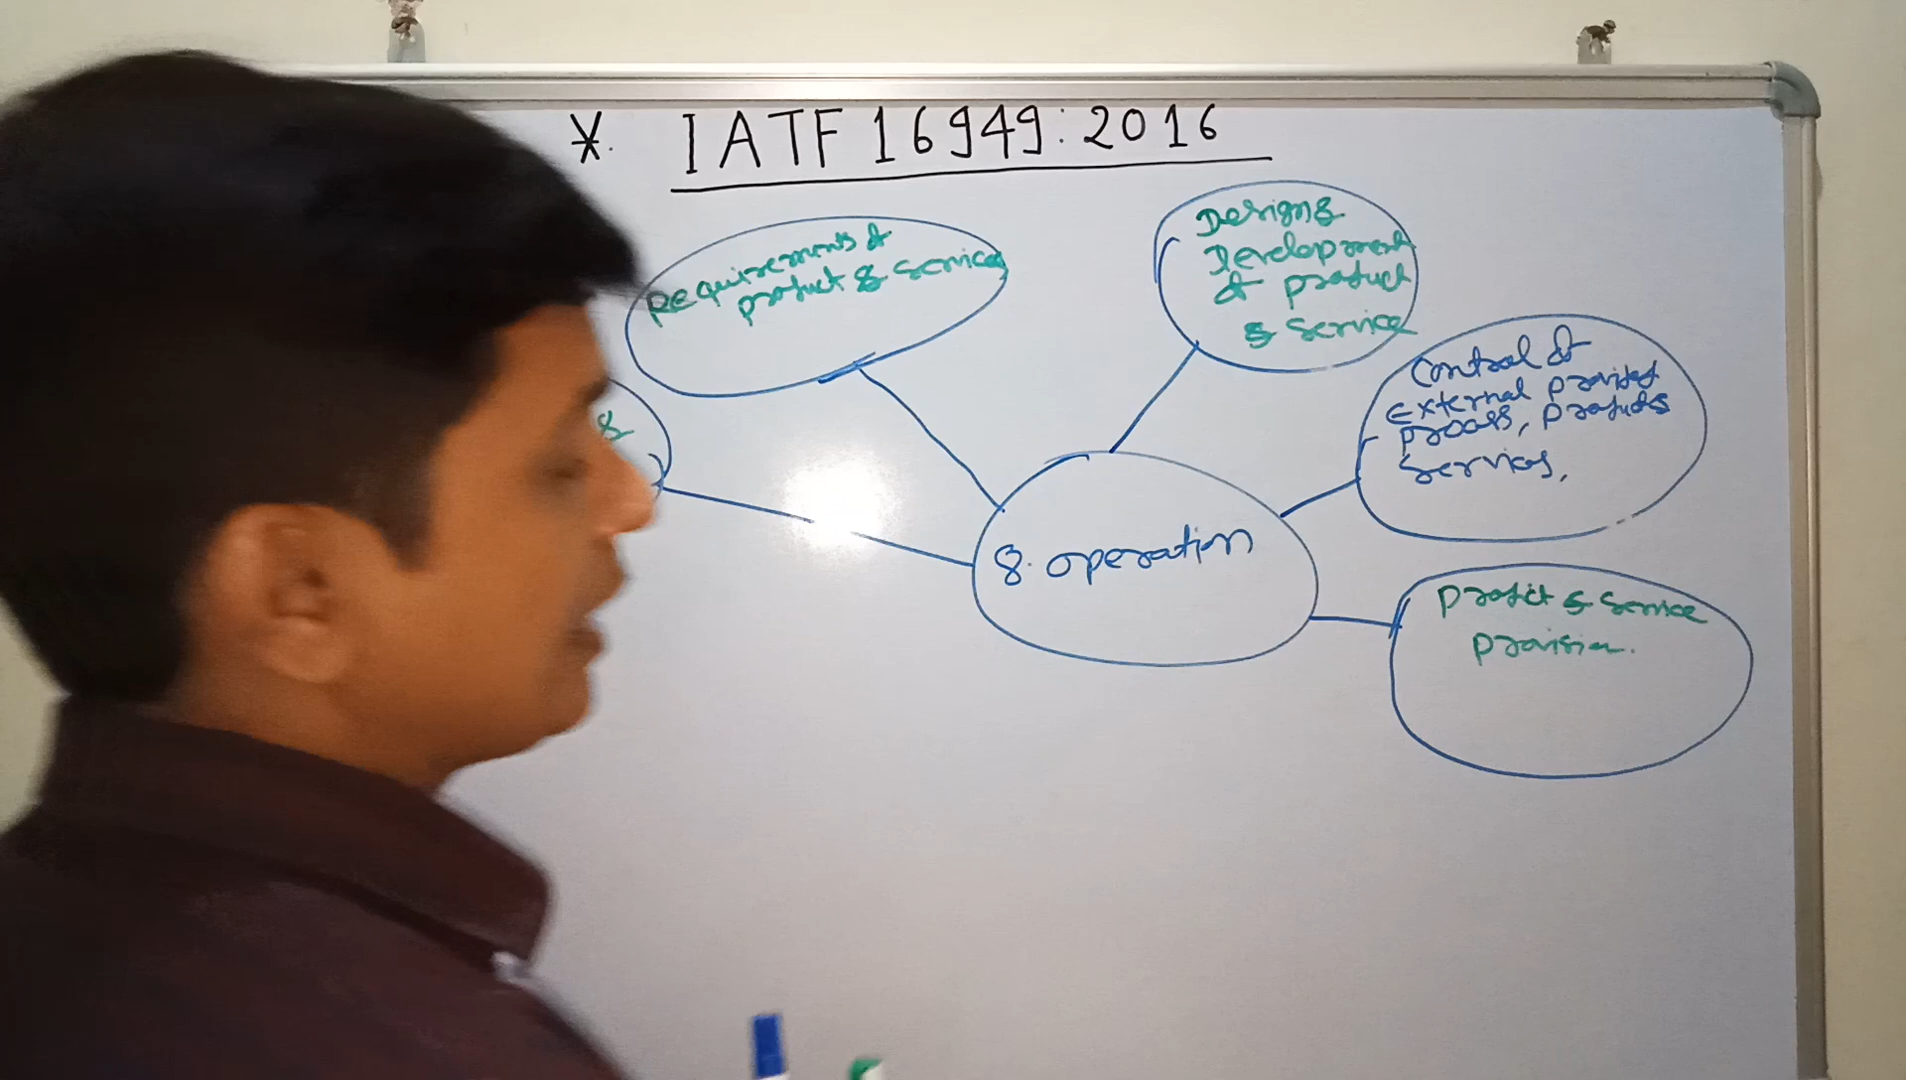 * IATF 16949:2016
Requirements of
product & services
Design &
Development
of product
& service
Control of
External provided
process, products
services,
&
8. operation
Product & service
provision.